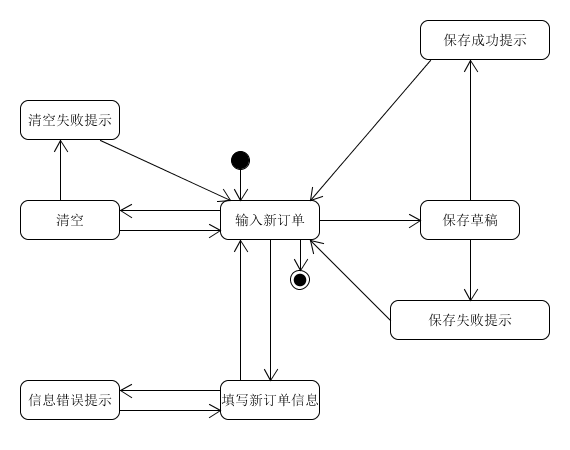 保存成功提示
清空失败提示
清空
输入新订单
保存草稿
保存失败提示
信息错误提示
填写新订单信息